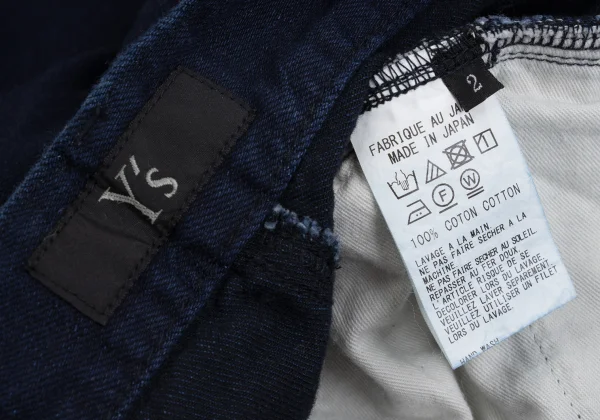 Y's
2
FABRIQUE AU JA
MADE IN JAPAN
100% COTON COTTON
LAVAGE A LA MAIN
NE PAS FAIRE SECHER A LA
MACHINE
NE PAS FAIRE SECHER AU SOLEIL.
REPASSER AU FER DOUX.
L'ARTICLE RISQUE DE SE
DECOLORER LORS DU LAVAGE.
VEUILLEZ LAVER SEPAREMENT.
VEUILLEZ UTILISER UN FILET
LORS DU LAVAGE.
HAND WASH